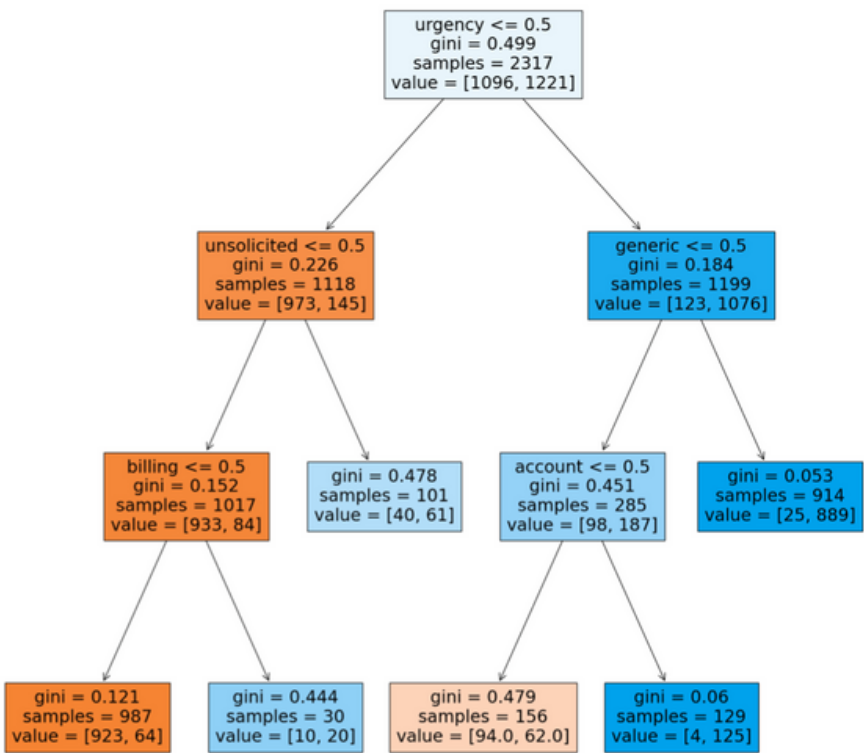 urgency <= 0.5
gini = 0.499
samples = 2317
value = [1096, 1221]
unsolicited <= 0.5
gini = 0.226
samples = 1118
value = [973, 145]
generic <= 0.5
gini = 0.184
samples = 1199
value = [123, 1076]
billing <= 0.5
gini = 0.152
samples = 1017
value = [933, 84]
gini = 0.478
samples = 101
value = [40, 61]
account <= 0.5
gini = 0.451
samples = 285
value = [98, 187]
gini = 0.053
samples = 914
value = [25, 889]
gini = 0.121
samples = 987
value = [923, 64]
gini = 0.444
samples = 30
value = [10, 20]
gini = 0.479
samples = 156
value = [94.0, 62.0]
gini = 0.06
samples = 129
value = [4, 125]